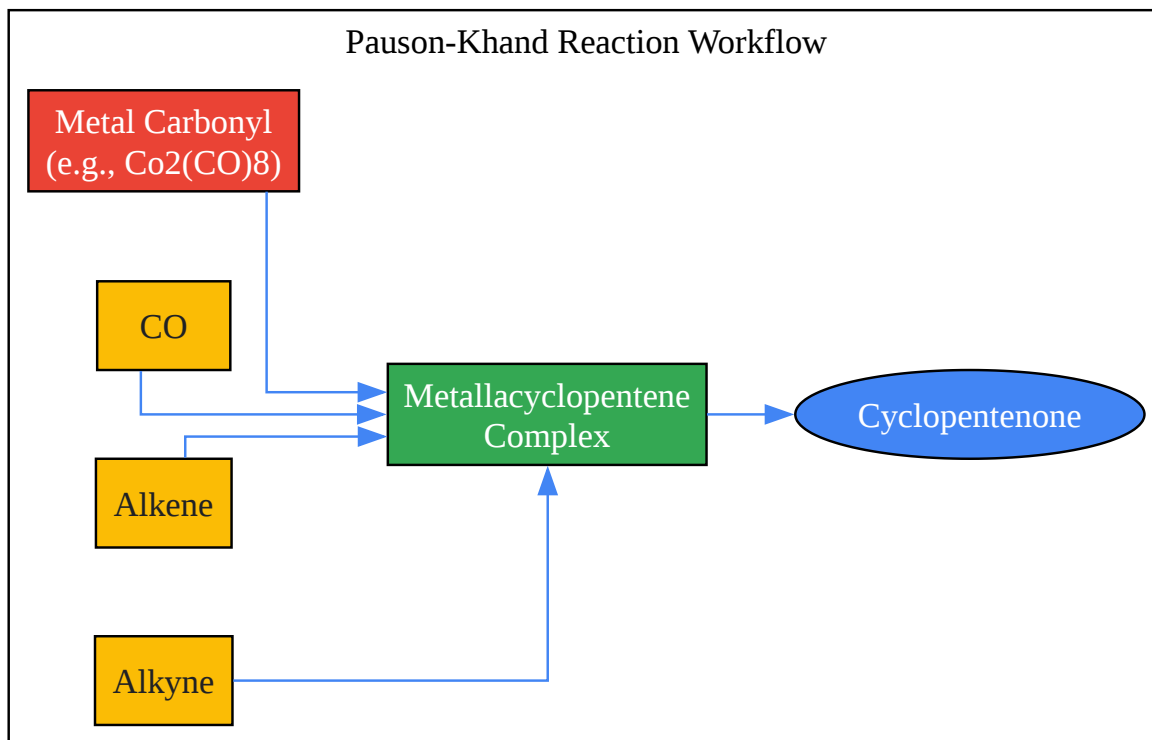 Pauson-Khand Reaction Workflow
Metal Carbonyl
(e.g., Co2(CO)8)
CO
Metallacyclopentene
Complex
Cyclopentenone
Alkene
Alkyne